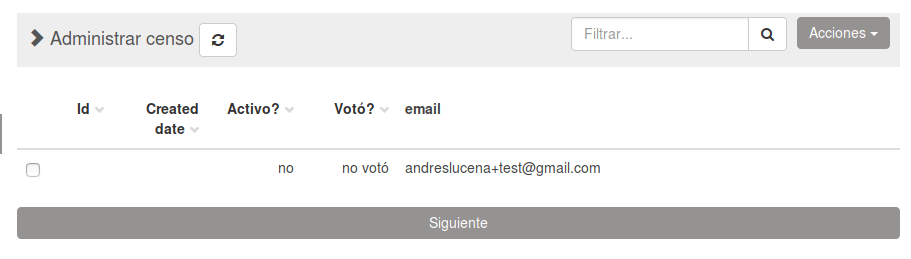 Administrar censo
Filtrar...
Acciones
Id
Created
date
Activo?
Votó?
email
no
no votó
andreslucena+test@gmail.com
Siguiente